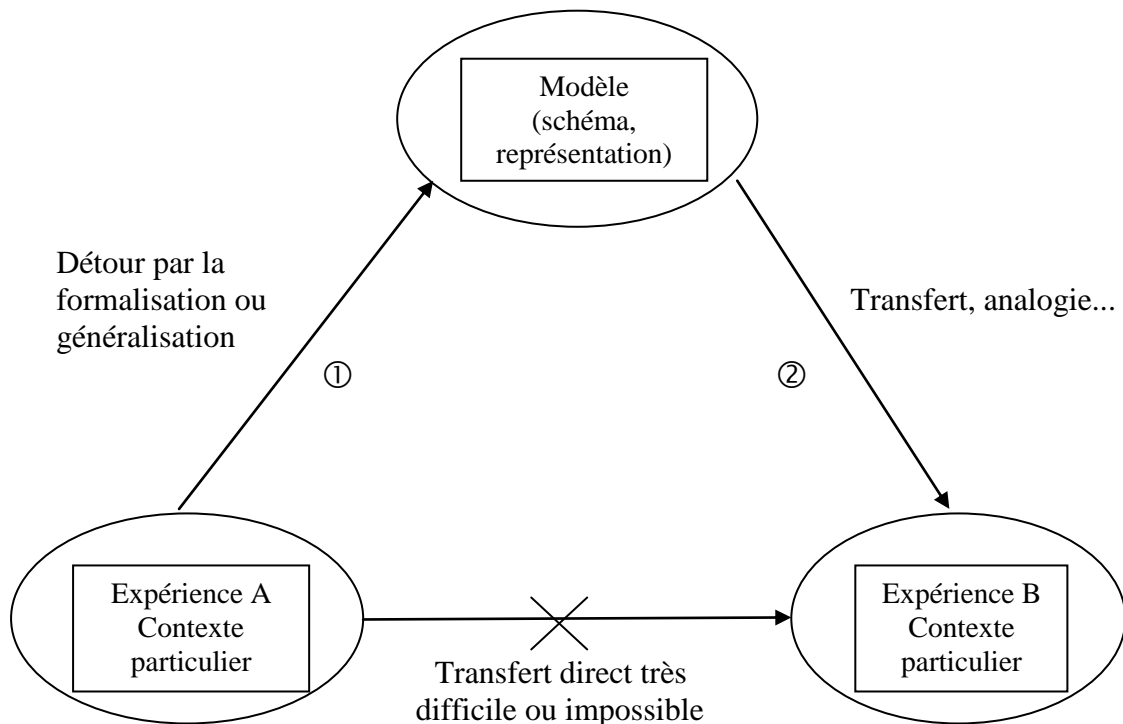 Modèle
(schéma,
représentation)
Détour par la
formalisation ou
généralisation
Transfert, analogie...
①
②
Expérience A
Contexte
particulier
Expérience B
Contexte
particulier
Transfert direct très
difficile ou impossible